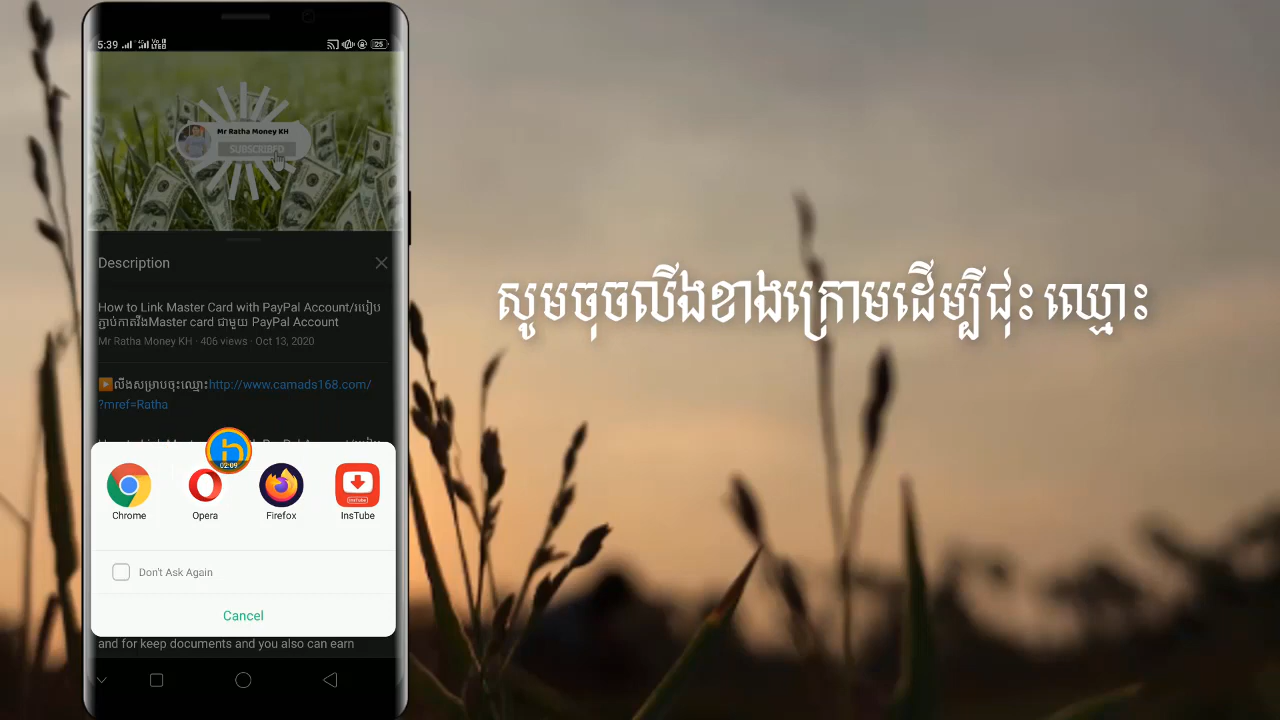 5:39
25
Mr Ratha Money KH
SUBSCRIBED
Description
How to Link Master Card with PayPal Account/របៀប
ភ្ជាប់កាតវីងMaster card ជាមួយ PayPal Account
Mr Ratha Money KH · 406 views · Oct 13, 2020
លីងសម្រាបចុះឈ្មោះhttp://www.camads168.com/
?mref=Ratha
02:09
Chrome
Opera
Firefox
InsTube
Don't Ask Again
Cancel
and for keep documents and you also can earn
សូមចុចលីងខាងក្រោមដើម្បីជុះ ឈ្មោះ